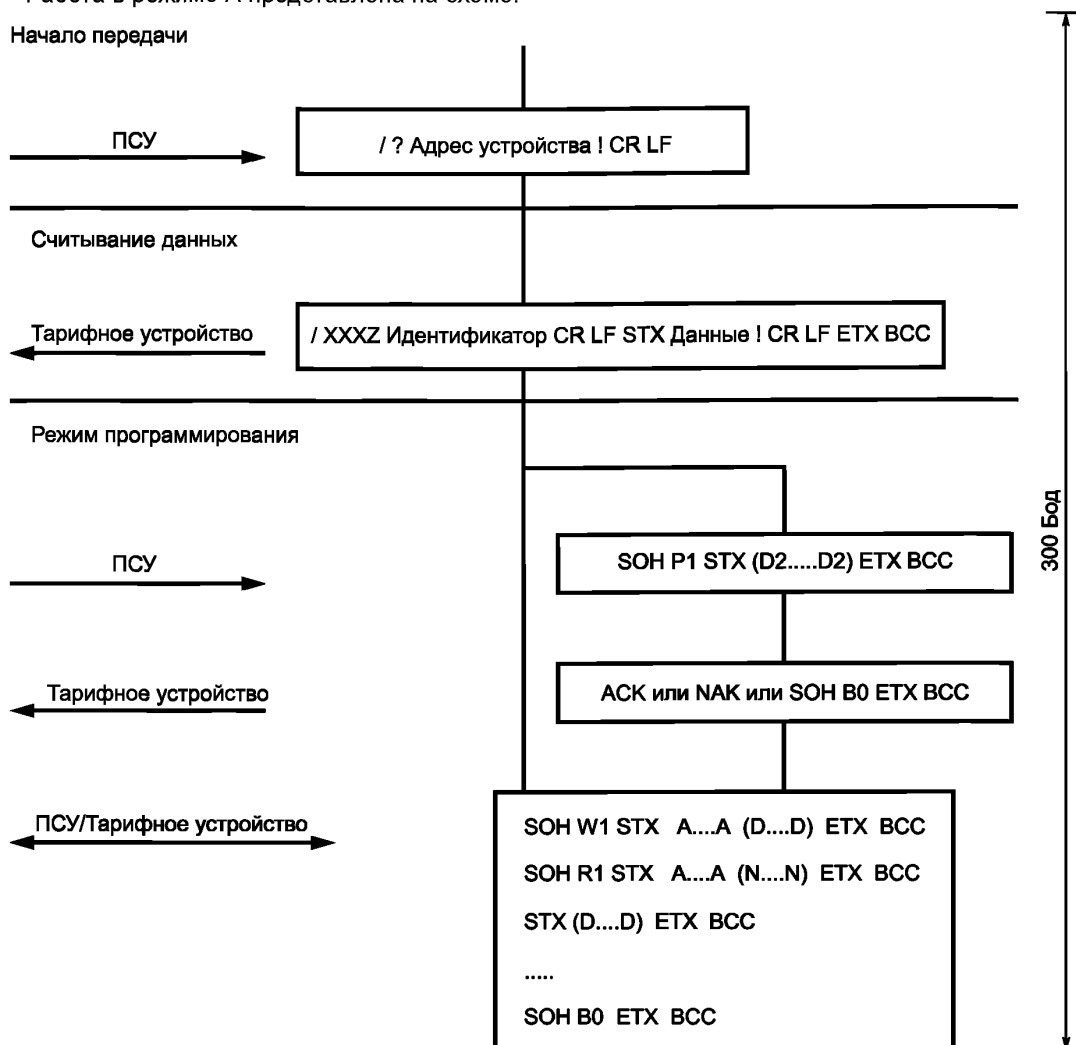 Работа в режиме А представлена на схеме:
Начало передачи
ПСУ
/ ? Адрес устройства ! CR LF
Считывание данных
Тарифное устройство
/ XXXZ Идентификатор CR LF STX Данные ! CR LF ETX BCC
Режим программирования
ПСУ
SOH P1 STX (D2.....D2) ETX BCC
300 Бод
Тарифное устройство
ACK или NAK или SOH B0 ETX BCC
ПСУ/Тарифное устройство
SOH W1 STX A....A (D....D) ETX BCC
SOH R1 STX A....A (N....N) ETX BCC
STX (D....D) ETX BCC
.....
SOH B0 ETX BCC